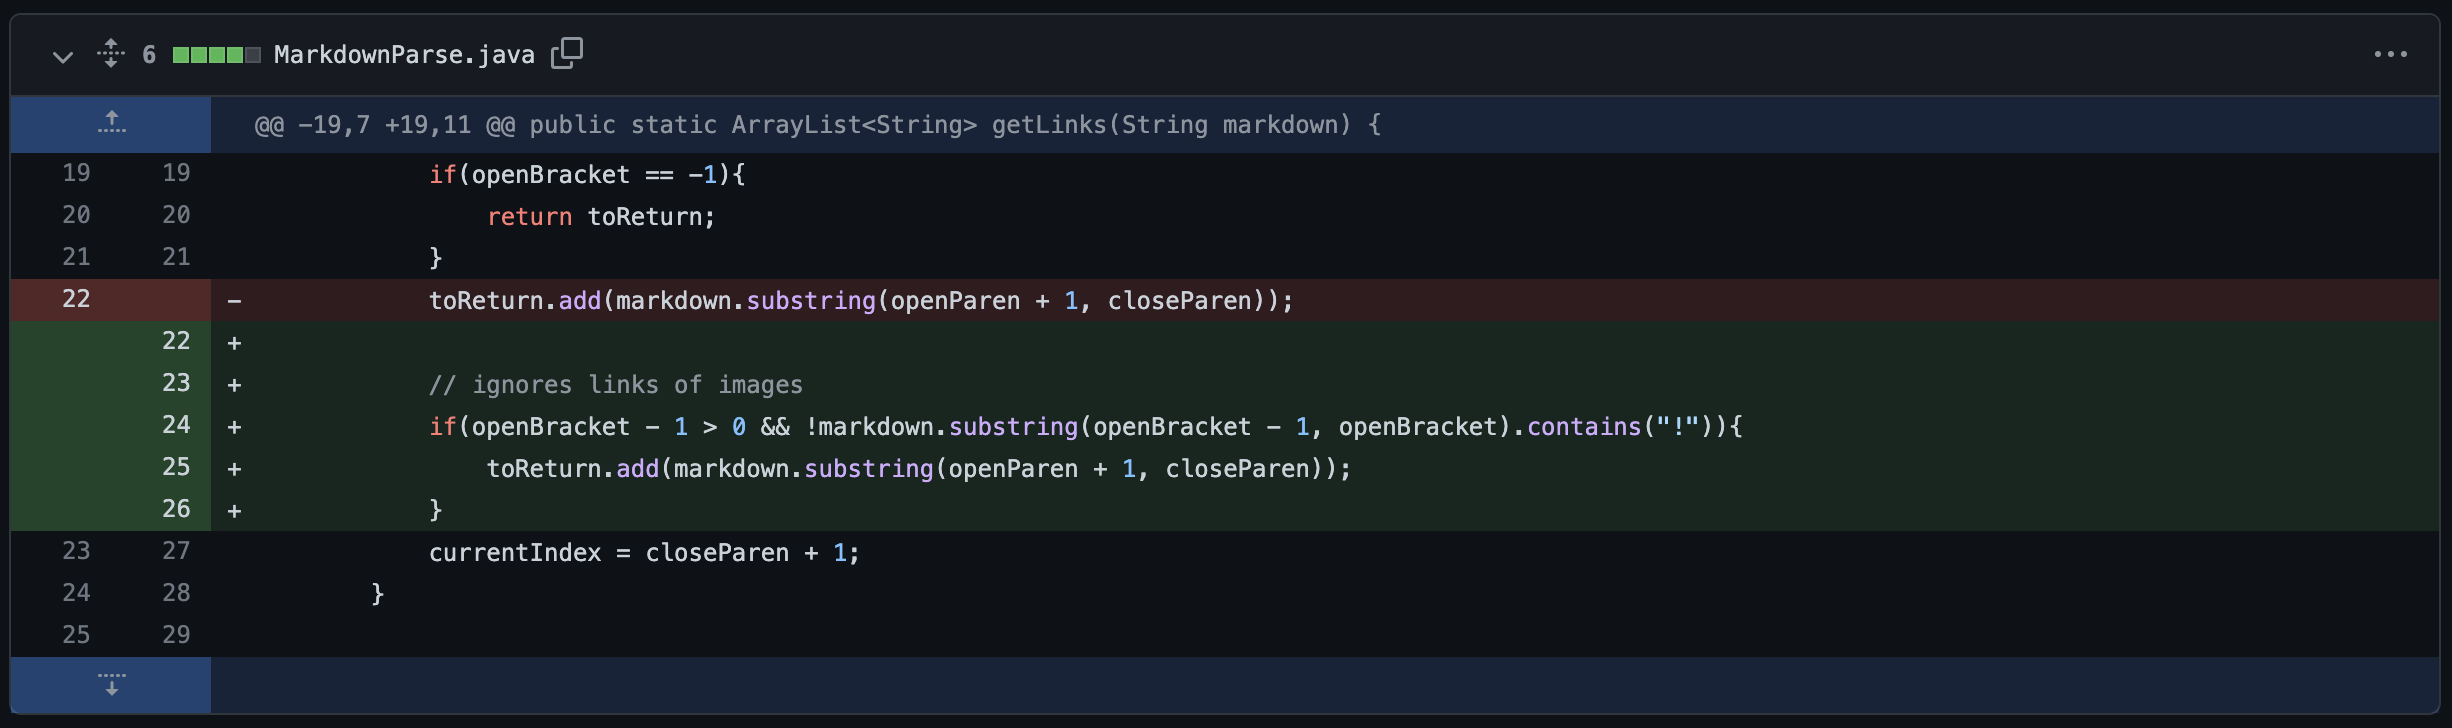 6 MarkdownParse.java
@@ -19,7 +19,11 @@ public static ArrayList<String> getLinks(String markdown) {
19 19 if(openBracket == -1){
20 20 return toReturn;
21 21 }
22 - toReturn.add(markdown.substring(openParen + 1, closeParen));
22 +
23 + // ignores links of images
24 + if(openBracket - 1 > 0 && !markdown.substring(openBracket - 1, openBracket).contains("!")){
25 + toReturn.add(markdown.substring(openParen + 1, closeParen));
26 + }
23 27 currentIndex = closeParen + 1;
24 28 }
25 29